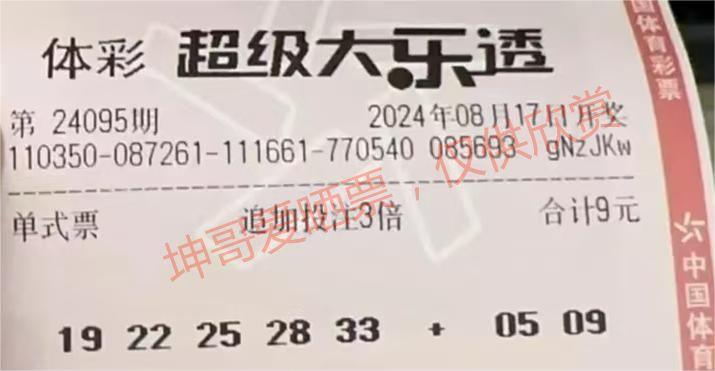 体彩 超级大乐透
第 24095期 2024年08月17日开奖
110350-087261-111661-770540 085693 gNzJKw
单式票 追加投注3倍 合计9元
19 22 25 28 33 + 05 09
坤哥爱晒票，仅供欣赏
国体育彩票
中国体育